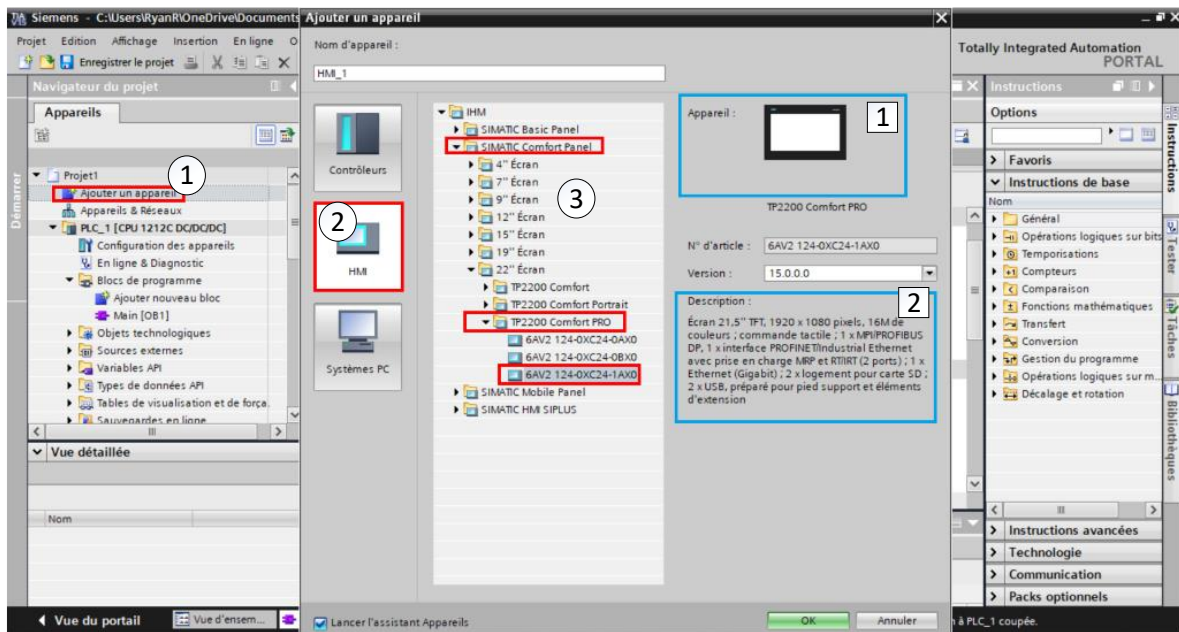 Siemens - C:\Users\RyanR\OneDrive\Documents
Projet Edition Affichage Insertion En ligne O
Enregistrer le projet
Navigateur du projet
Appareils
Démarrer
Projet1
1
Ajouter un appareil
Appareils & Réseaux
PLC_1 [CPU 1212C DC/DC/DC]
Configuration des appareils
En ligne & Diagnostic
Blocs de programme
Ajouter nouveau bloc
Main [OB1]
Objets technologiques
Sources externes
Variables API
Types de données API
Tables de visualisation et de força.
Sauvegardes en ligne
Vue détaillée
Nom
Vue du portail
Vue d'ensem...
Ajouter un appareil
Nom d'appareil :
HMI_1
Contrôleurs
2
HMI
Systèmes PC
IHM
SIMATIC Basic Panel
SIMATIC Comfort Panel
4" Écran
7" Écran
9" Écran
3
12" Écran
15" Écran
19" Écran
22" Écran
TP2200 Comfort
TP2200 Comfort Portrait
TP2200 Comfort PRO
6AV2 124-0XC24-0AX0
6AV2 124-0XC24-0BX0
6AV2 124-0XC24-1AX0
SIMATIC Mobile Panel
SIMATIC HMI SIPLUS
Appareil :
1
TP2200 Comfort PRO
N° d'article : 6AV2 124-0XC24-1AX0
Version : 15.0.0.0
Description :
2
Écran 21,5" TFT, 1920 x 1080 pixels, 16M de
couleurs ; commande tactile ; 1 x MPI/PROFIBUS
DP, 1 x interface PROFINET/Industrial Ethernet
avec prise en charge MRP et RT/IRT (2 ports) ; 1 x
Ethernet (Gigabit) ; 2 x logement pour carte SD ;
2 x USB, préparé pour pied support et éléments
d'extension
Lancer l'assistant Appareils
OK
Annuler
Totally Integrated Automation
PORTAL
Instructions
Options
Favoris
Instructions de base
Nom
Général
Opérations logiques sur bits
Temporisations
Compteurs
Comparaison
Fonctions mathématiques
Transfert
Conversion
Gestion du programme
Opérations logiques sur m...
Décalage et rotation
Instructions avancées
Technologie
Communication
Packs optionnels
Instructions
Tester
Tâches
Bibliothèques
à PLC_1 coupée.